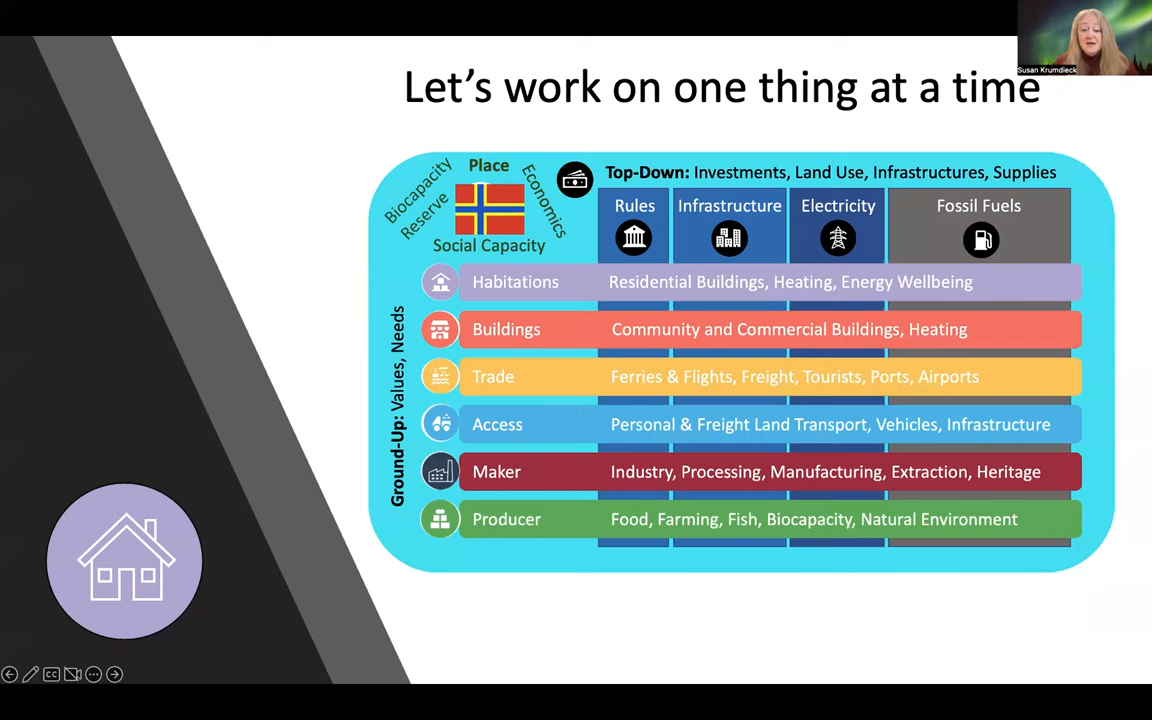 Susan Krumdieck
Let's work on one thing at a time
Place
Biocapacity
Reserve
Economics
Social Capacity
Top-Down: Investments, Land Use, Infrastructures, Supplies
Rules
Infrastructure
Electricity
Fossil Fuels
Ground-Up: Values, Needs
Habitations
Residential Buildings, Heating, Energy Wellbeing
Buildings
Community and Commercial Buildings, Heating
Trade
Ferries & Flights, Freight, Tourists, Ports, Airports
Access
Personal & Freight Land Transport, Vehicles, Infrastructure
Maker
Industry, Processing, Manufacturing, Extraction, Heritage
Producer
Food, Farming, Fish, Biocapacity, Natural Environment
CC